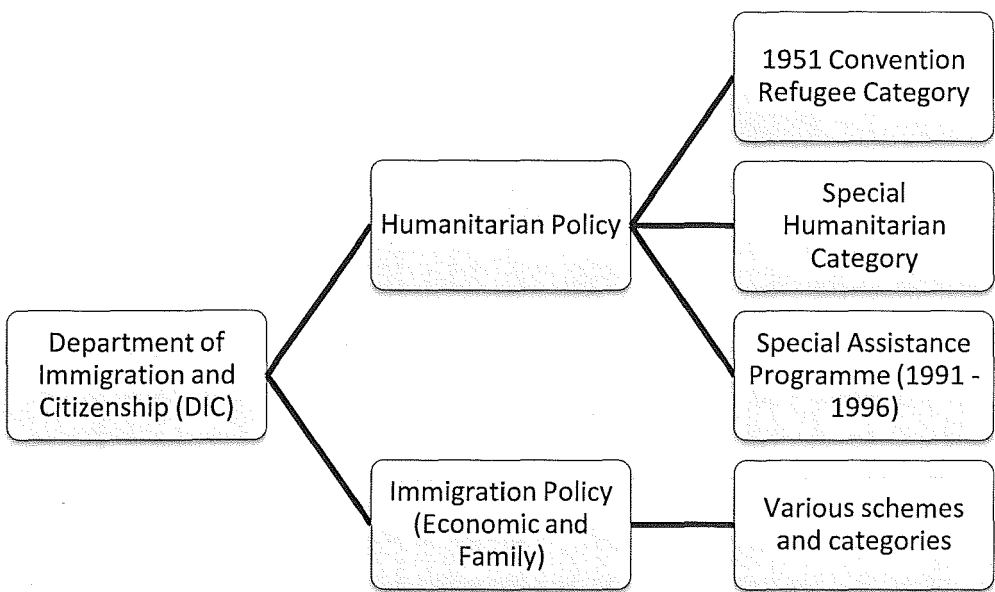 1951 Convention
Refugee Category
Humanitarian Policy
Special
Humanitarian
Category
Department of
Immigration and
Citizenship (DIC)
Special Assistance
Programme (1991 -
1996)
Immigration Policy
(Economic and
Family)
Various schemes
and categories